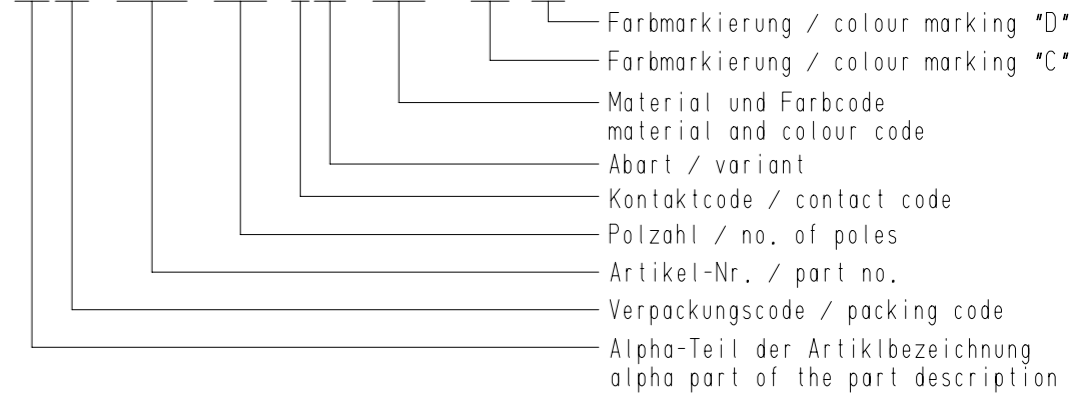 Farbmarkierung / colour marking "D"
Farbmarkierung / colour marking "C"
Material und Farbcode
material and colour code
Abart / variant
Kontaktcode / contact code
Polzahl / no. of poles
Artikel-Nr. / part no.
Verpackungscode / packing code
Alpha-Teil der Artiklbezeichnung
alpha part of the part description